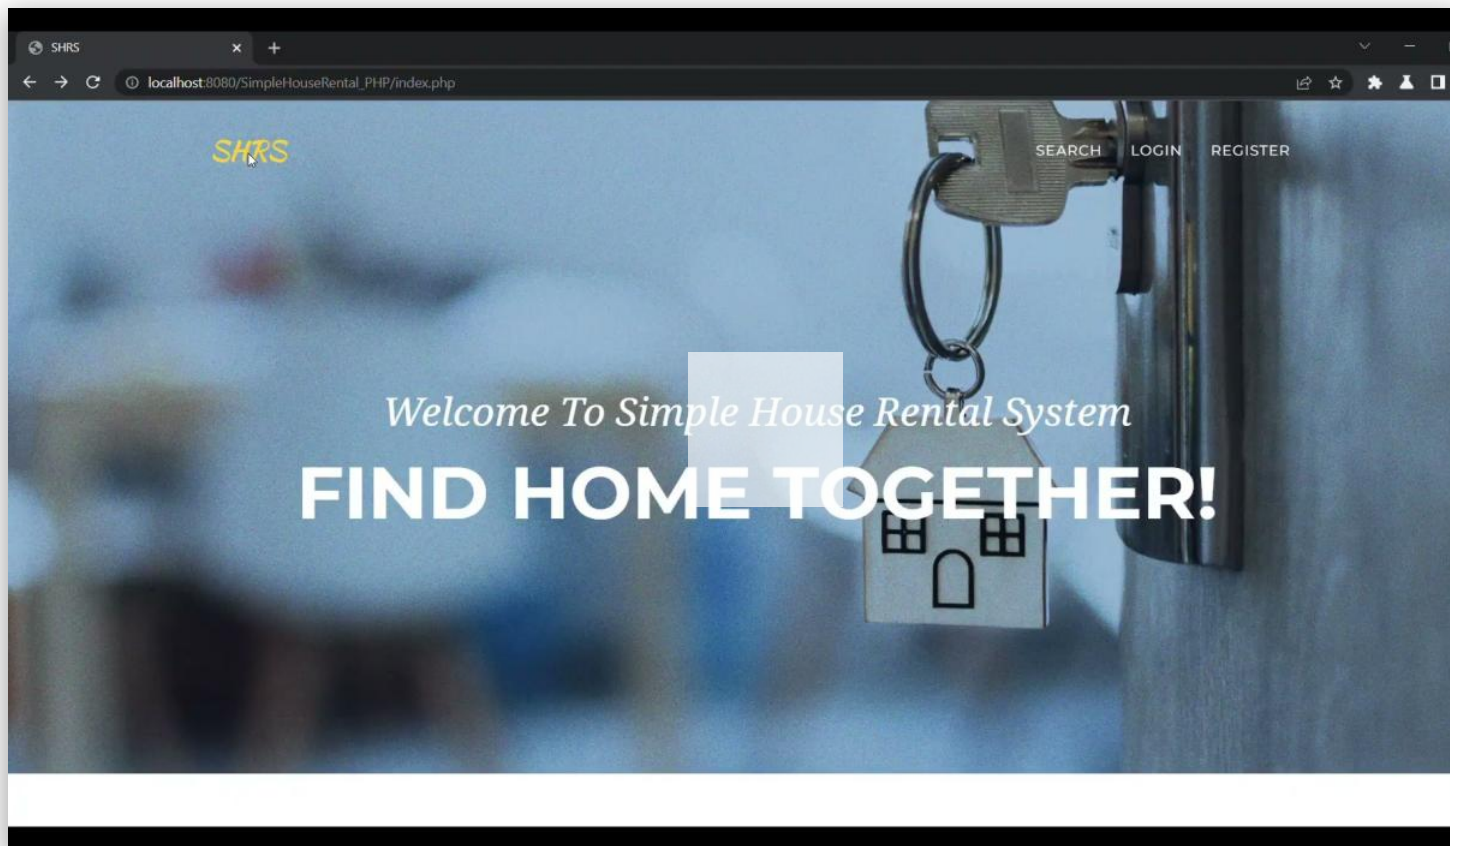 SHRS
localhost:8080/SimpleHouseRental_PHP/index.php
SHRS
SEARCH LOGIN REGISTER
Welcome To Simple House Rental System
FIND HOME TOGETHER!